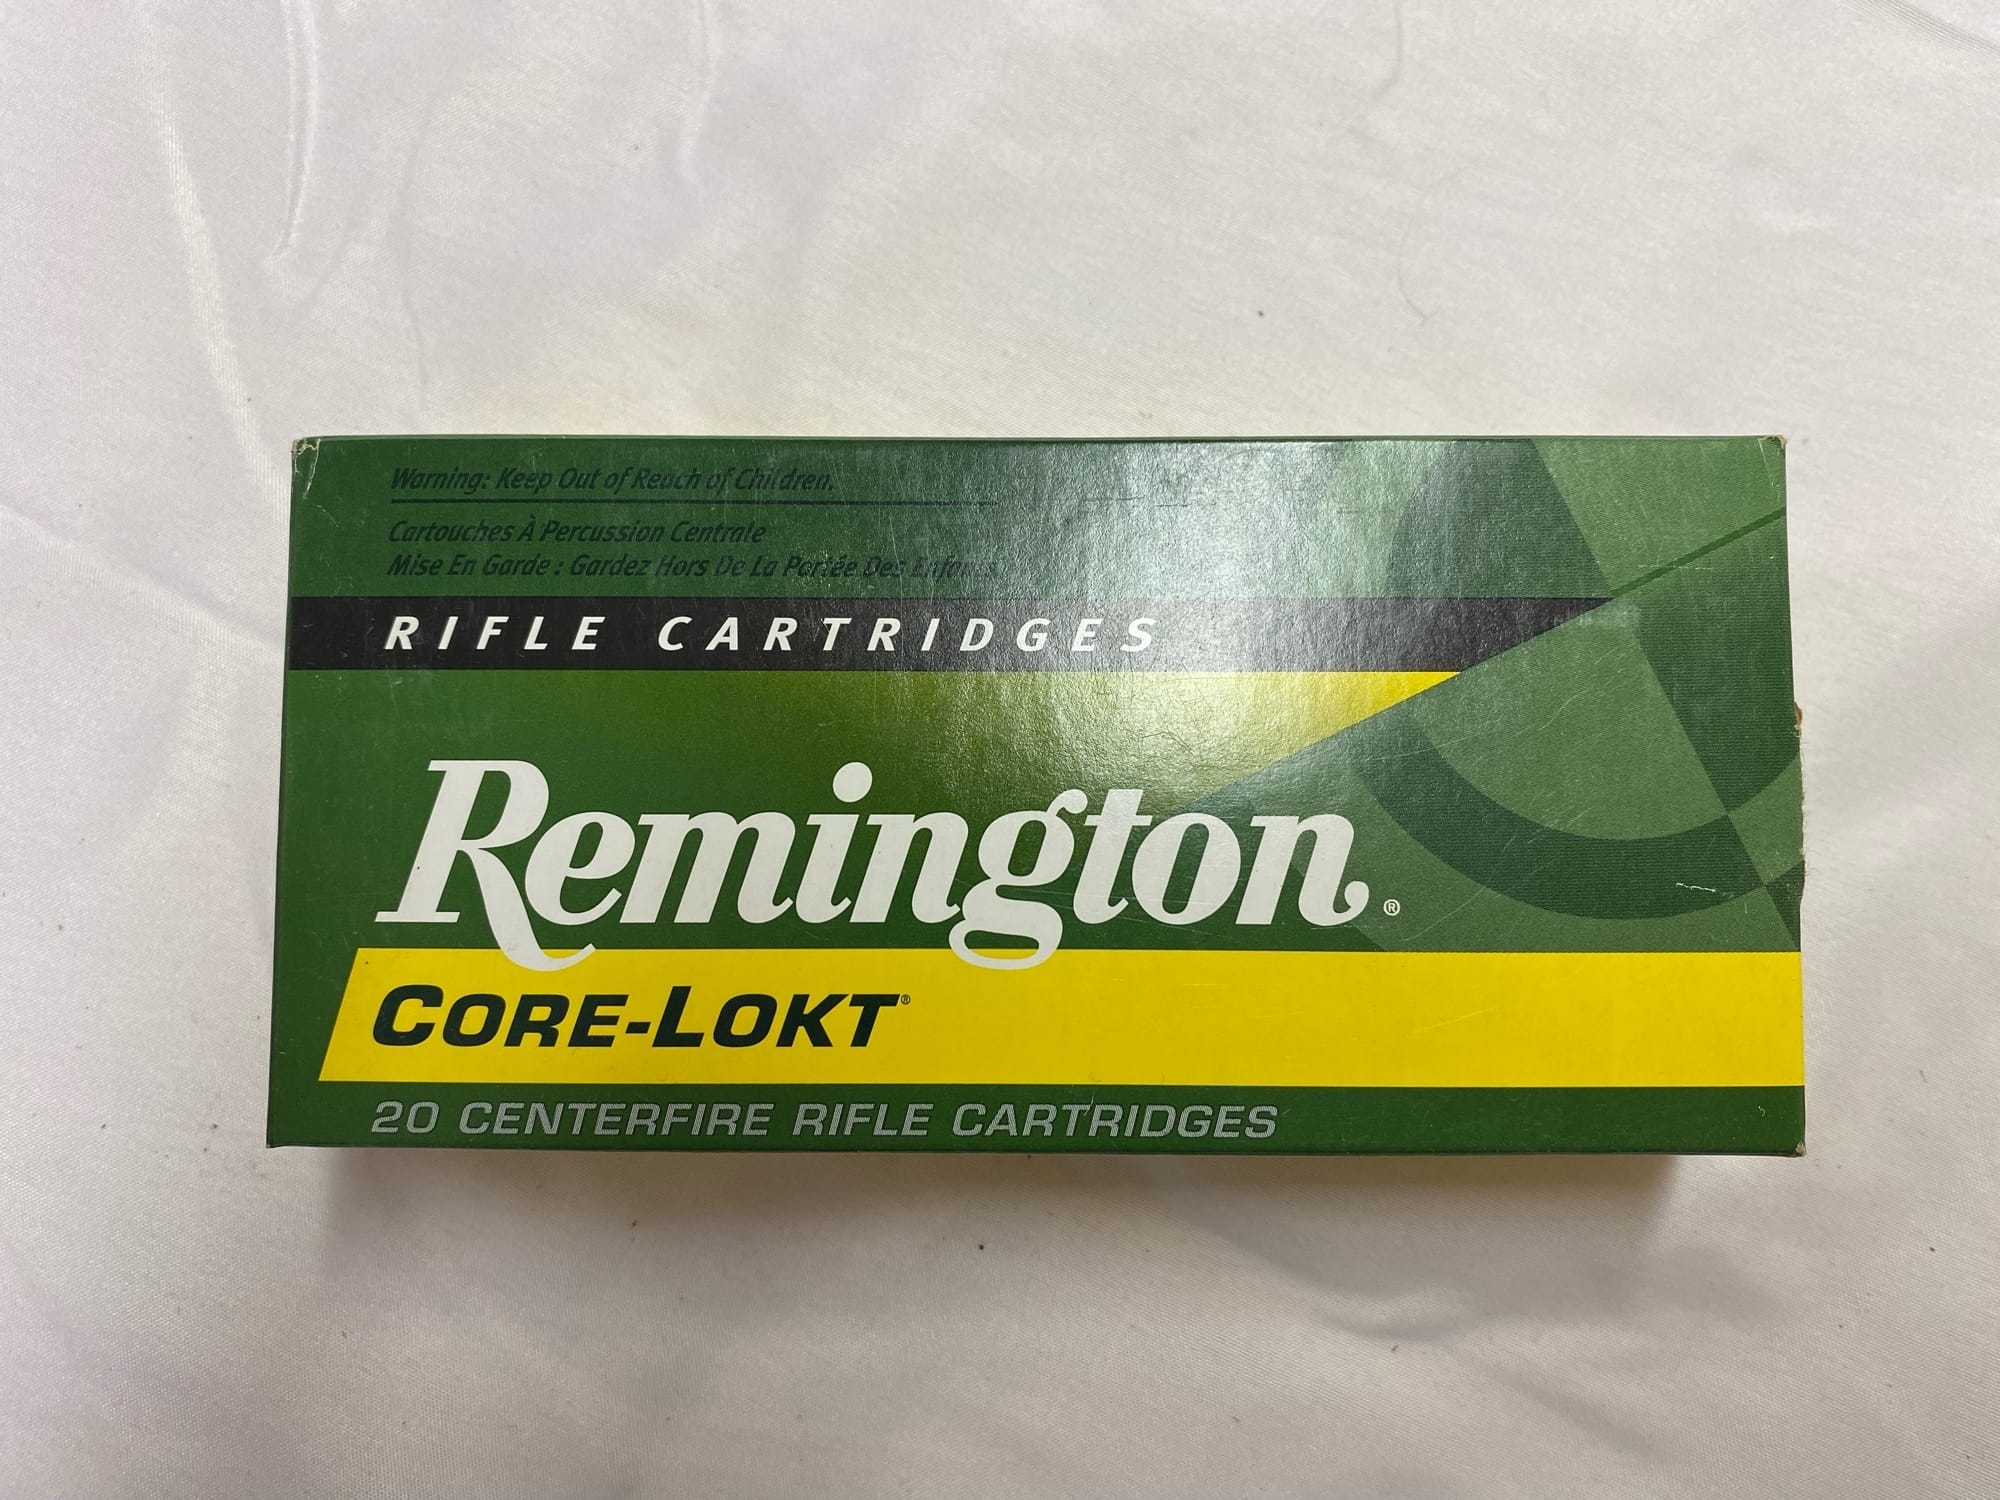 Warning: Keep Out of Reach of Children.
Cartouches À Percussion Centrale
Mise En Garde : Gardez Hors De La Portée Des Enfants.
RIFLE CARTRIDGES
Remington®
CORE-LOKT®
20 CENTERFIRE RIFLE CARTRIDGES